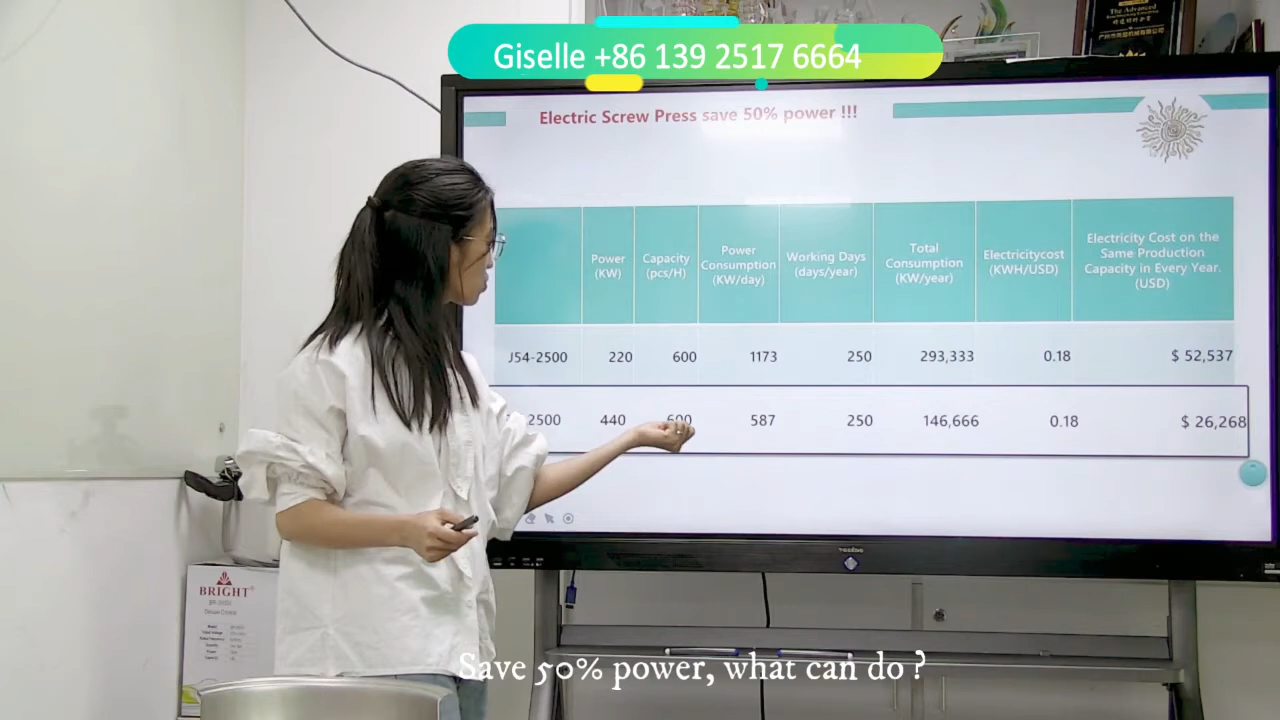 The Advanced
Giselle +86 139 2517 6664
Electric Screw Press save 50% power !!!
Power
(KW)
Capacity
(pcs/H)
Power
Consumption
(KW/day)
Working Days
(days/year)
Total
Consumption
(KW/year)
Electricitycost
(KWH/USD)
Electricity Cost on the
Same Production
Capacity in Every Year.
(USD)
J54-2500 220 600 1173 250 293,333 0.18 $ 52,537
2500 440 600 587 250 146,666 0.18 $ 26,268
BRIGHT
Save 50% power, what can do ?